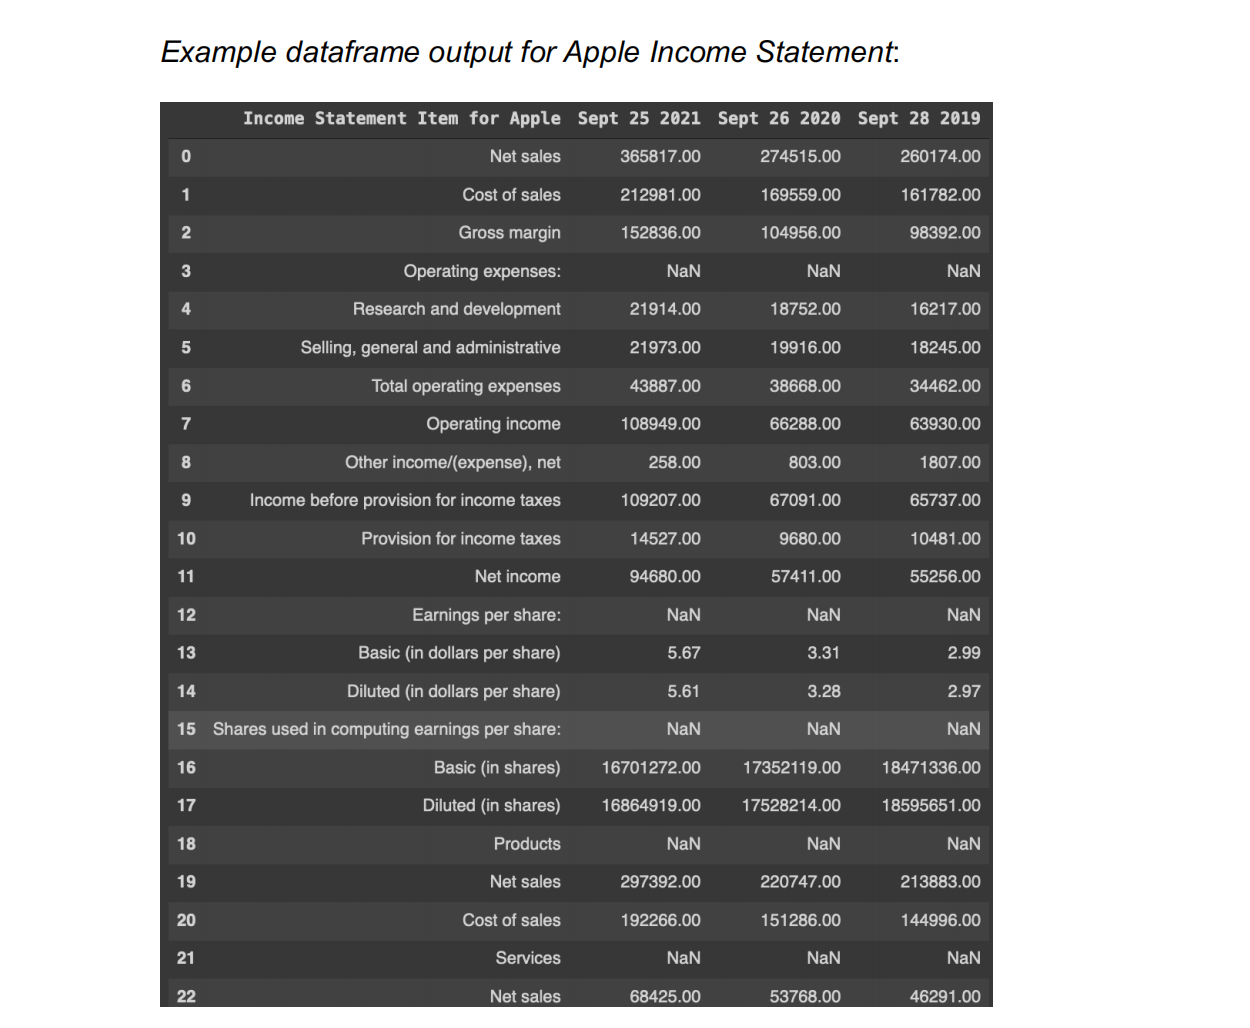 Example dataframe output for Apple Income Statement:
Income Statement Item for Apple Sept 25 2021 Sept 26 2020 Sept 28 2019
0 Net sales 365817.00 274515.00 260174.00
1 Cost of sales 212981.00 169559.00 161782.00
2 Gross margin 152836.00 104956.00 98392.00
3 Operating expenses: NaN NaN NaN
4 Research and development 21914.00 18752.00 16217.00
5 Selling, general and administrative 21973.00 19916.00 18245.00
6 Total operating expenses 43887.00 38668.00 34462.00
7 Operating income 108949.00 66288.00 63930.00
8 Other income/(expense), net 258.00 803.00 1807.00
9 Income before provision for income taxes 109207.00 67091.00 65737.00
10 Provision for income taxes 14527.00 9680.00 10481.00
11 Net income 94680.00 57411.00 55256.00
12 Earnings per share: NaN NaN NaN
13 Basic (in dollars per share) 5.67 3.31 2.99
14 Diluted (in dollars per share) 5.61 3.28 2.97
15 Shares used in computing earnings per share: NaN NaN NaN
16 Basic (in shares) 16701272.00 17352119.00 18471336.00
17 Diluted (in shares) 16864919.00 17528214.00 18595651.00
18 Products NaN NaN NaN
19 Net sales 297392.00 220747.00 213883.00
20 Cost of sales 192266.00 151286.00 144996.00
21 Services NaN NaN NaN
22 Net sales 68425.00 53768.00 46291.00